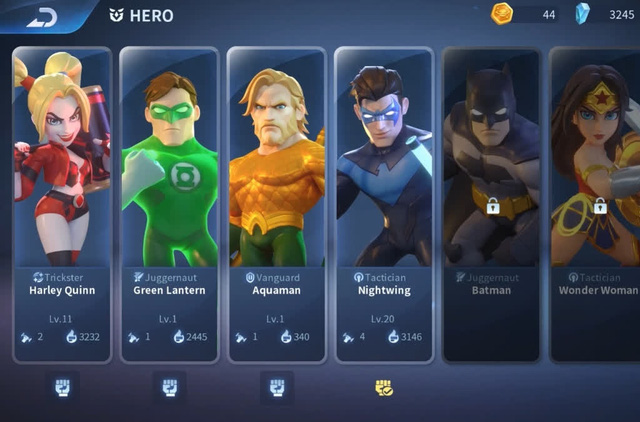 HERO
44
3245
Trickster
Harley Quinn
Lv.11
2
3232
Juggernaut
Green Lantern
Lv.1
1
2445
Vanguard
Aquaman
Lv.1
1
340
Tactician
Nightwing
Lv.20
4
3146
Juggernaut
Batman
Tactician
Wonder Woman